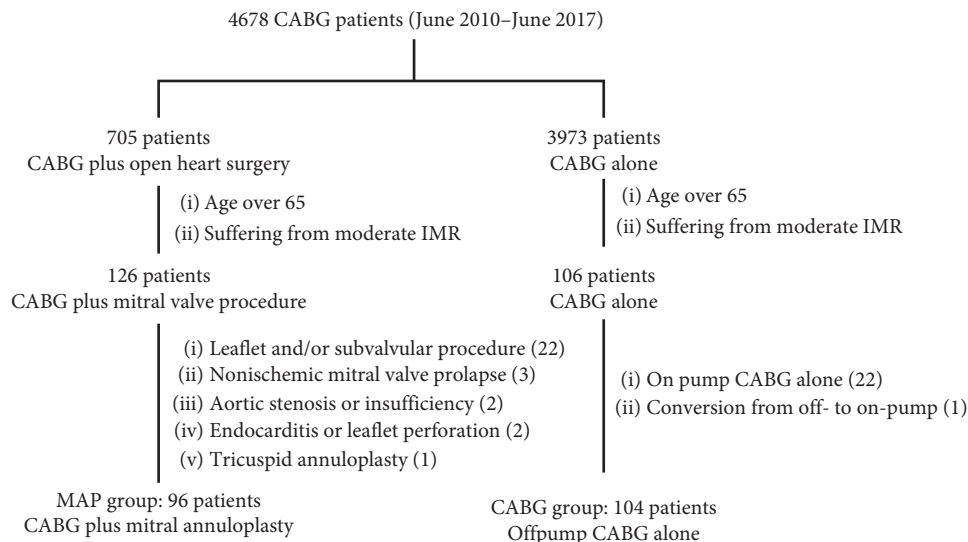 4678 CABG patients (June 2010–June 2017)
705 patients
CABG plus open heart surgery
(i) Age over 65
(ii) Suffering from moderate IMR
126 patients
CABG plus mitral valve procedure
(i) Leaflet and/or subvalvular procedure (22)
(ii) Nonischemic mitral valve prolapse (3)
(iii) Aortic stenosis or insufficiency (2)
(iv) Endocarditis or leaflet perforation (2)
(v) Tricuspid annuloplasty (1)
MAP group: 96 patients
CABG plus mitral annuloplasty
3973 patients
CABG alone
(i) Age over 65
(ii) Suffering from moderate IMR
106 patients
CABG alone
(i) On pump CABG alone (22)
(ii) Conversion from off- to on-pump (1)
CABG group: 104 patients
Offpump CABG alone